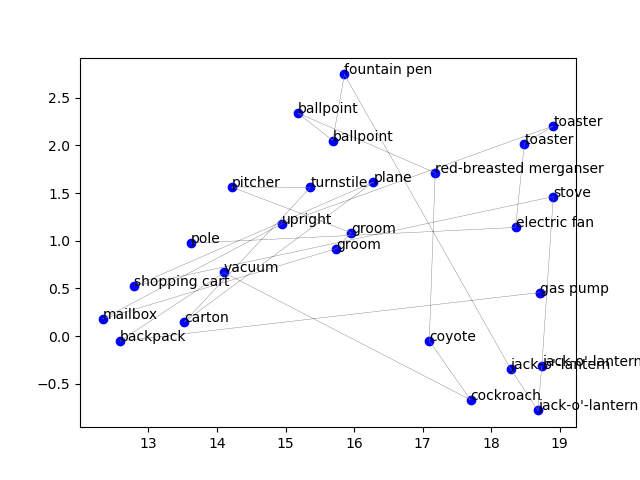 fountain pen
2.5
ballpoint
toaster
ballpoint
toaster
2.0
red-breasted merganser
plane
pitcher
turnstile
stove
1.5
upright
electric fan
groom
pole
1.0
groom
vacuum
shopping cart
gas pump
0.5
mailbox
carton
backpack
coyote
0.0
jack-o'-lantern
jack-o'-lantern
−0.5
cockroach
jack-o'-lantern
13 14 15 16 17 18 19